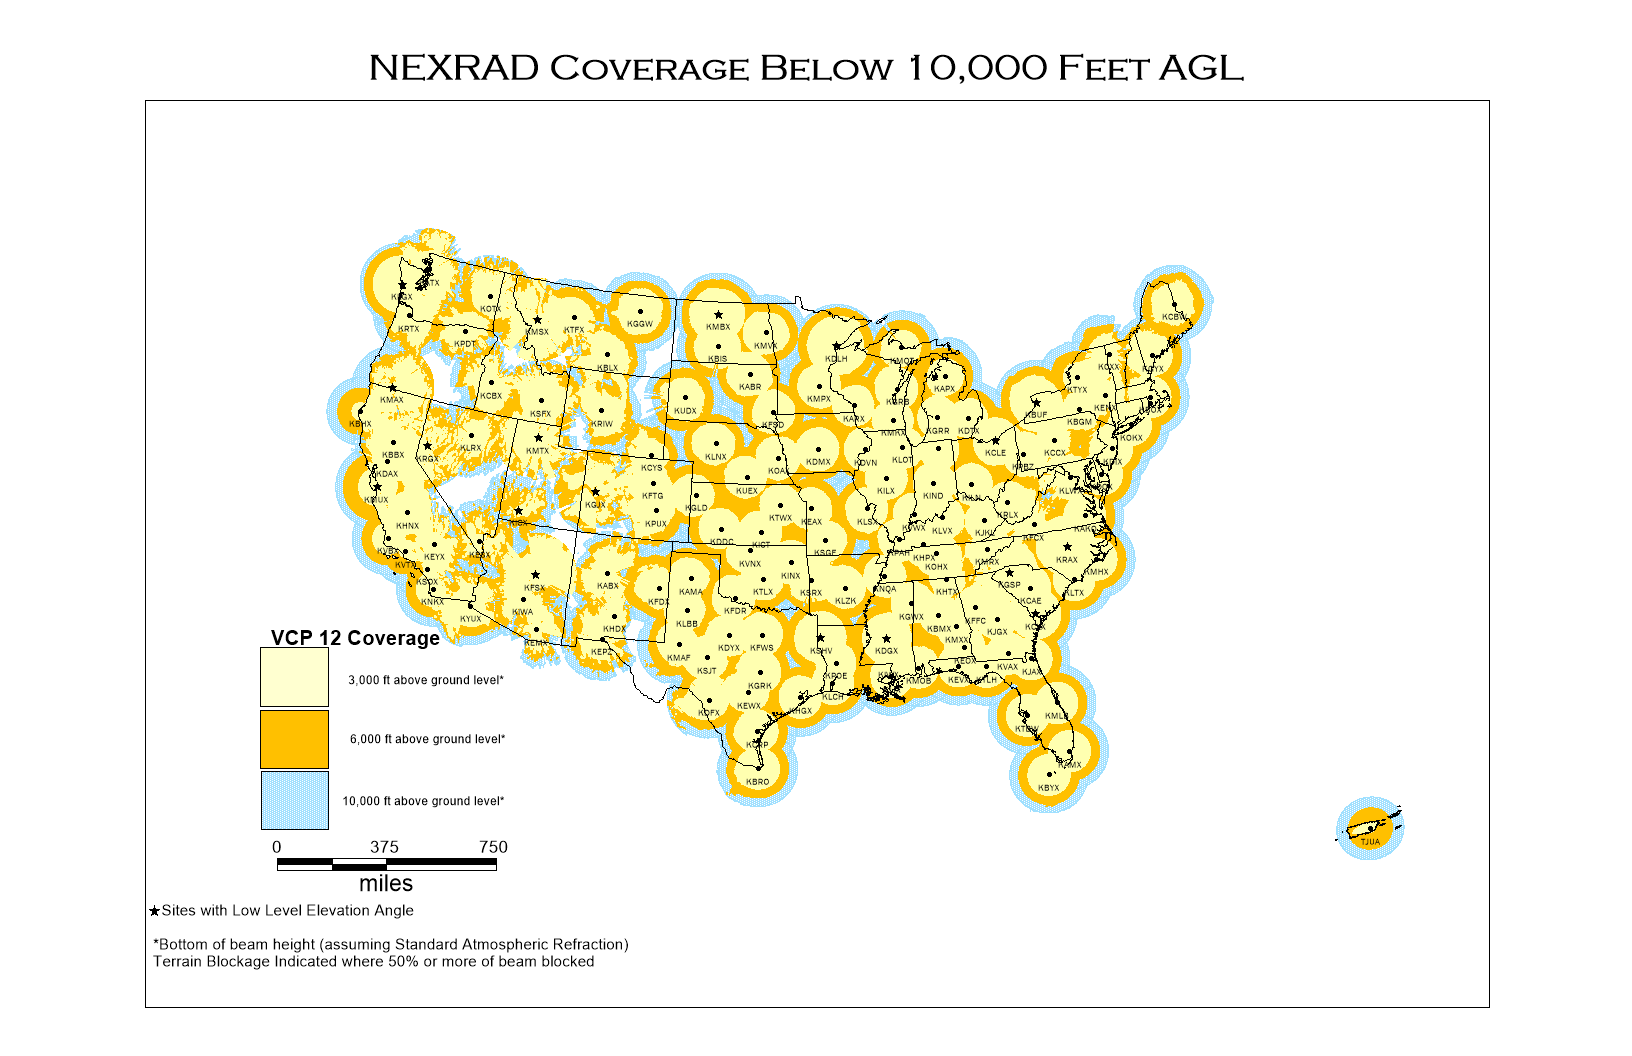 NEXRAD COVERAGE BELOW 10,000 FEET AGL
KRTX
KOTX
KPDT
KMSX
KTFX
KGGW
KBLX
KMBX
KBIS
KMVX
KDLH
KCBW
KMAX
KCBX
KSFX
KRIW
KUDX
KABR
KFSD
KMPX
KARX
KGRB
KAPX
KBUF
KTYX
KCXX
KGYX
KBHX
KBBX
KRGX
KLRX
KMTX
KCYS
KLNX
KOAX
KDMX
KDVN
KMKX
KLOT
KGRR
KDTX
KCLE
KPBZ
KCCX
KBGM
KENX
KBOX
KOKX
KDIX
KDAX
KMUX
KHNX
KICX
KGJX
KFTG
KPUX
KGLD
KUEX
KTWX
KEAX
KILX
KLSX
KIND
KILN
KRLX
KVBX
KVTX
KEYX
KESX
KSOX
KNKX
KYUX
KFSX
KIWA
KEMX
KABX
KHDX
KEPZ
KDDC
KICT
KVNX
KINX
KSGF
KSRX
KPAH
KVWX
KHPX
KOHX
KLVX
KJKL
KMRX
KFCX
KAKQ
KRAX
KMHX
KLTX
KGSP
KCAE
KCLX
KFDX
KAMA
KLBB
KTLX
KFDR
KLZK
KNQA
KGWX
KHTX
KBMX
KFFC
KJGX
KMXX
KMAF
KDYX
KFWS
KSJT
KGRK
KDFX
KEWX
KSHV
KPOE
KLCH
KHGX
KDGX
KMOB
KEVX
KEOX
KTLH
KVAX
KJAX
KCRP
KBRO
KTBW
KMLB
KAMX
KBYX
TJUA
VCP 12 Coverage
3,000 ft above ground level*
6,000 ft above ground level*
10,000 ft above ground level*
0 375 750
miles
★Sites with Low Level Elevation Angle
*Bottom of beam height (assuming Standard Atmospheric Refraction)
Terrain Blockage Indicated where 50% or more of beam blocked